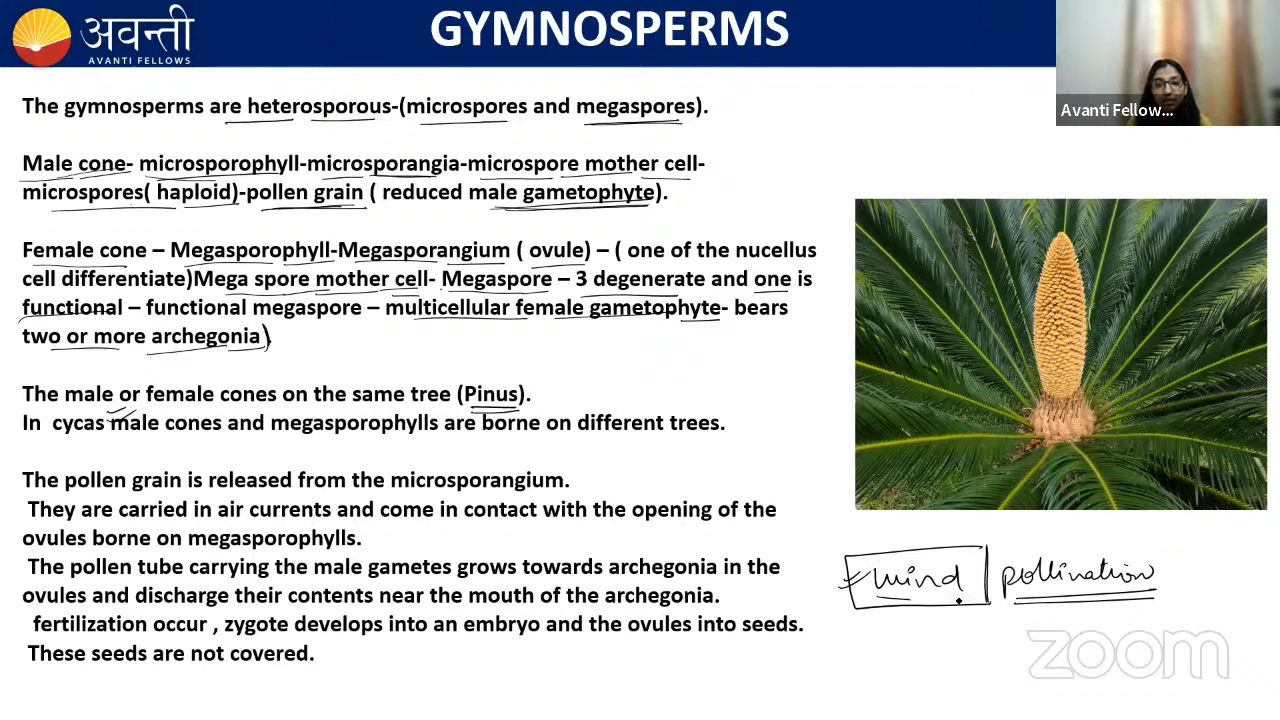 अवन्ती
AVANTI FELLOWS
GYMNOSPERMS
Avanti Fellow...
The gymnosperms are heterosporous-(microspores and megaspores).
Male cone- microsporophyll-microsporangia-microspore mother cell-
microspores( haploid)-pollen grain ( reduced male gametophyte).
Female cone – Megasporophyll-Megasporangium ( ovule) – ( one of the nucellus
cell differentiate)Mega spore mother cell- Megaspore – 3 degenerate and one is
functional – functional megaspore – multicellular female gametophyte- bears
two or more archegonia).
The male or female cones on the same tree (Pinus).
In cycas male cones and megasporophylls are borne on different trees.
The pollen grain is released from the microsporangium.
They are carried in air currents and come in contact with the opening of the
ovules borne on megasporophylls.
The pollen tube carrying the male gametes grows towards archegonia in the
ovules and discharge their contents near the mouth of the archegonia.
fertilization occur , zygote develops into an embryo and the ovules into seeds.
These seeds are not covered.
wind pollination
zoom